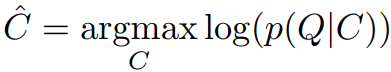 Ĉ = argmax log(p(Q|C))
C